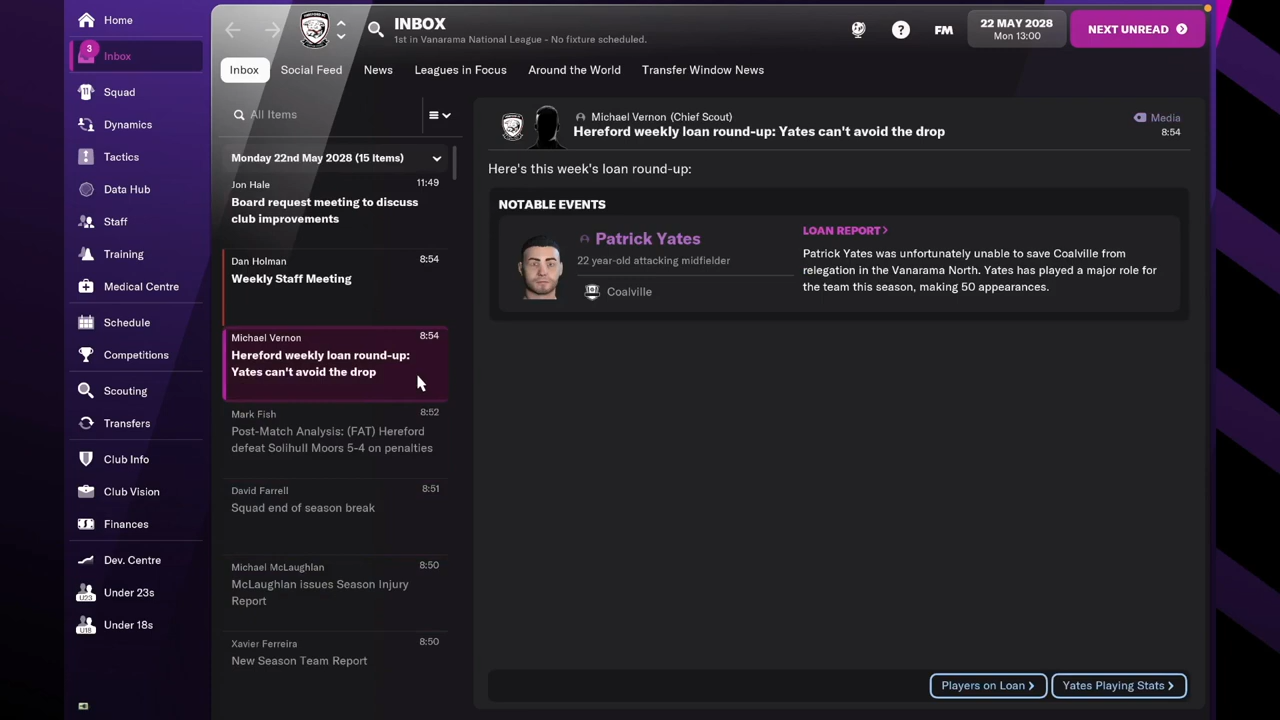 Home
3
Inbox
Squad
Dynamics
Tactics
Data Hub
Staff
Training
Medical Centre
Schedule
Competitions
Scouting
Transfers
Club Info
Club Vision
Finances
Dev. Centre
U23
Under 23s
U18
Under 18s
INBOX
1st in Vanarama National League - No fixture scheduled.
FM
22 MAY 2028
Mon 13:00
NEXT UNREAD
Inbox
Social Feed
News
Leagues in Focus
Around the World
Transfer Window News
All Items
Monday 22nd May 2028 (15 items)
Jon Hale
11:49
Board request meeting to discuss
club improvements
Dan Holman
8:54
Weekly Staff Meeting
Michael Vernon
8:54
Hereford weekly loan round-up:
Yates can't avoid the drop
Mark Fish
8:52
Post-Match Analysis: (FAT) Hereford
defeat Solihull Moors 5-4 on penalties
David Farrell
8:51
Squad end of season break
Michael McLaughlan
8:50
McLaughlan issues Season Injury
Report
Xavier Ferreira
8:50
New Season Team Report
Michael Vernon (Chief Scout)
Hereford weekly loan round-up: Yates can't avoid the drop
Media
8:54
Here's this week's loan round-up:
NOTABLE EVENTS
Patrick Yates
22 year-old attacking midfielder
Coalville
LOAN REPORT>
Patrick Yates was unfortunately unable to save Coalville from
relegation in the Vanarama North. Yates has played a major role for
the team this season, making 50 appearances.
Players on Loan >
Yates Playing Stats >